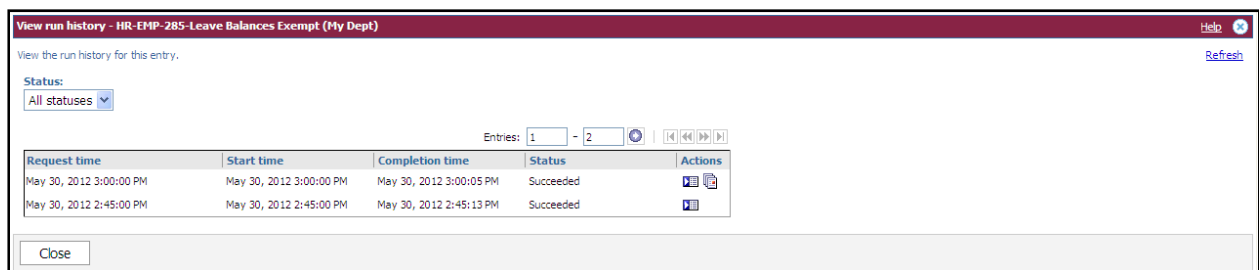 View run history - HR-EMP-285-Leave Balances Exempt (My Dept) Help
View the run history for this entry. Refresh
Status:
All statuses
Entries: 1 - 2
Request time Start time Completion time Status Actions
May 30, 2012 3:00:00 PM May 30, 2012 3:00:00 PM May 30, 2012 3:00:05 PM Succeeded
May 30, 2012 2:45:00 PM May 30, 2012 2:45:00 PM May 30, 2012 2:45:13 PM Succeeded
Close